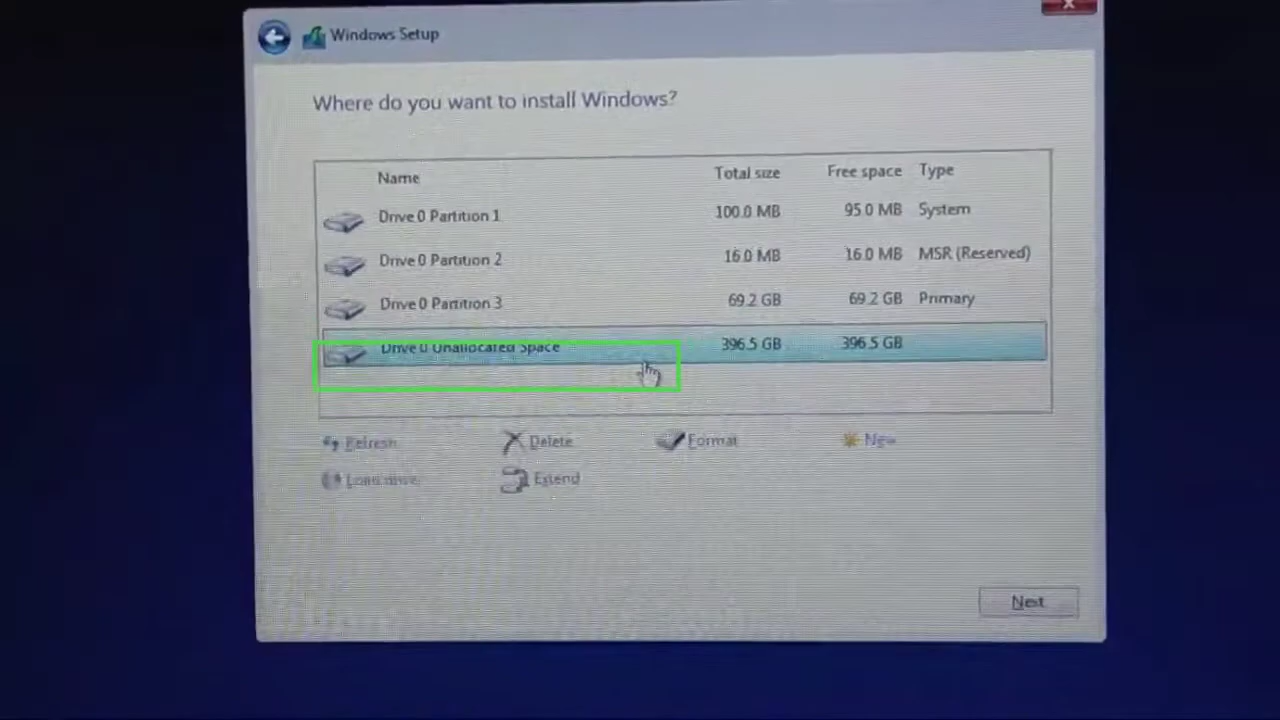 Windows Setup
Where do you want to install Windows?
Name Total size Free space Type
Drive 0 Partition 1 100.0 MB 95.0 MB System
Drive 0 Partition 2 16.0 MB 16.0 MB MSR (Reserved)
Drive 0 Partition 3 69.2 GB 69.2 GB Primary
Drive 0 Unallocated Space 396.5 GB 396.5 GB
Refresh Delete Format New
Load driver Extend
Next